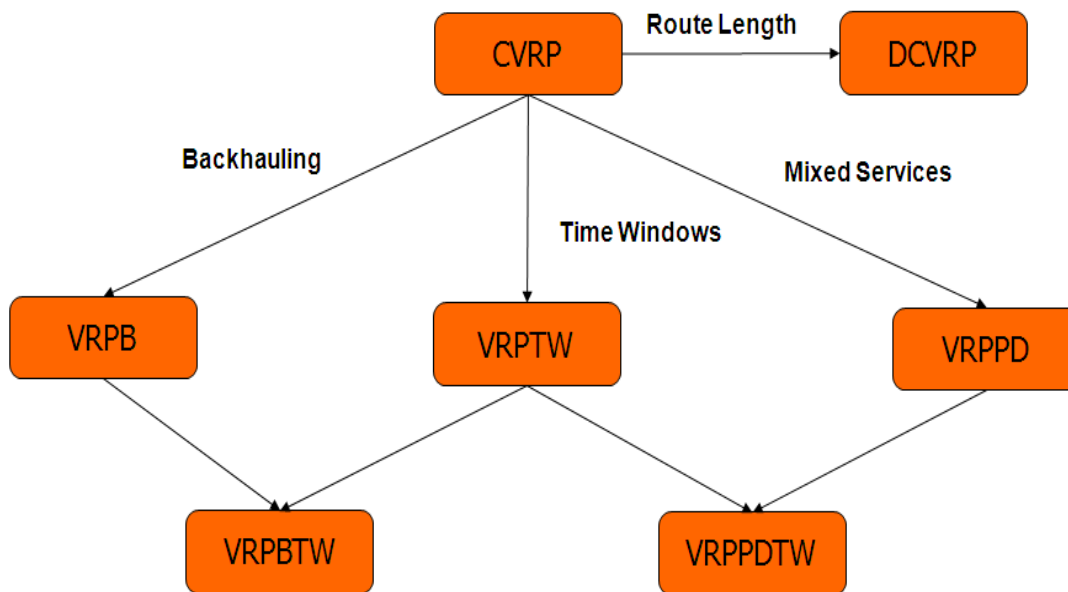 Route Length
CVRP
DCVRP
Backhauling
Mixed Services
Time Windows
VRPB
VRPTW
VRPPD
VRPBTW
VRPPDTW